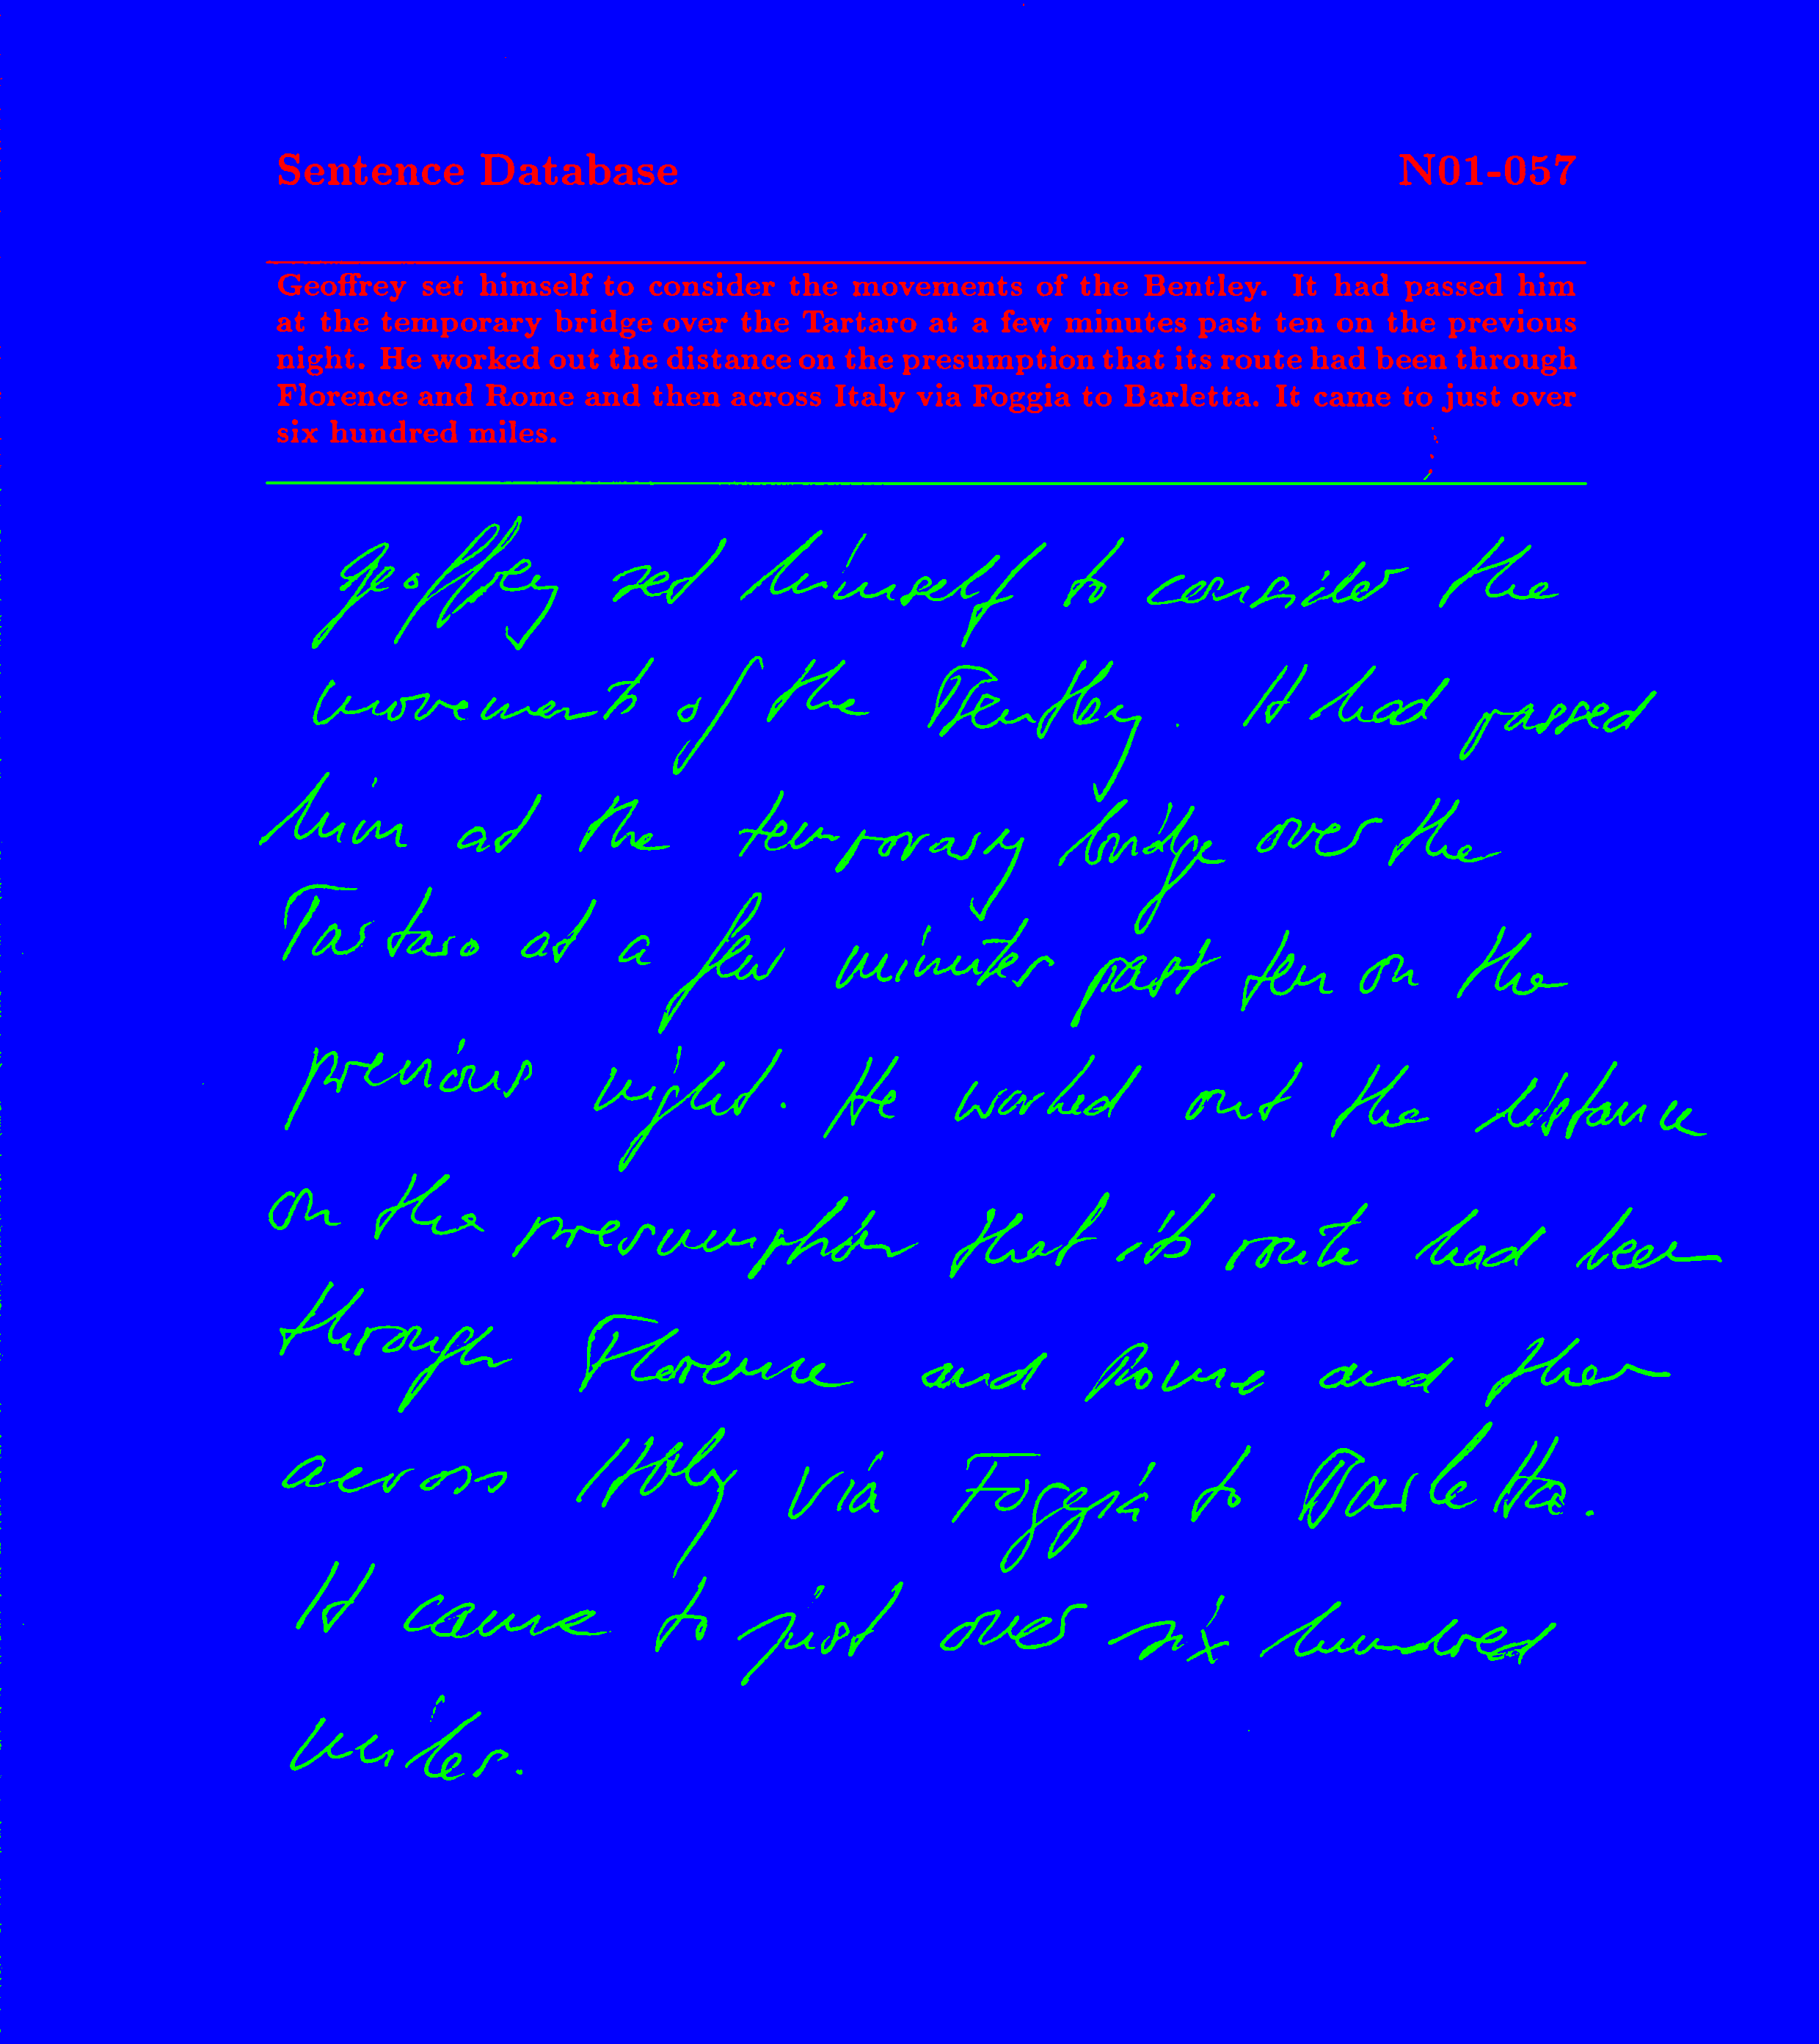 Sentence Database N01-057
Geoffrey set himself to consider the movements of the Bentley. It had passed him
at the temporary bridge over the Tartaro at a few minutes past ten on the previous
night. He worked out the distance on the presumption that its route had been through
Florence and Rome and then across Italy via Foggia to Barletta. It came to just over
six hundred miles.
Geoffrey set himself to consider the
movements of the Bentley. It had passed
him at the temporary bridge over the
Tartaro at a few minutes past ten on the
previous night. He worked out the distance
on the presumption that its route had been
through Florence and Rome and then
across Italy via Foggia to Barletta.
It came to just over six hundred
miles.